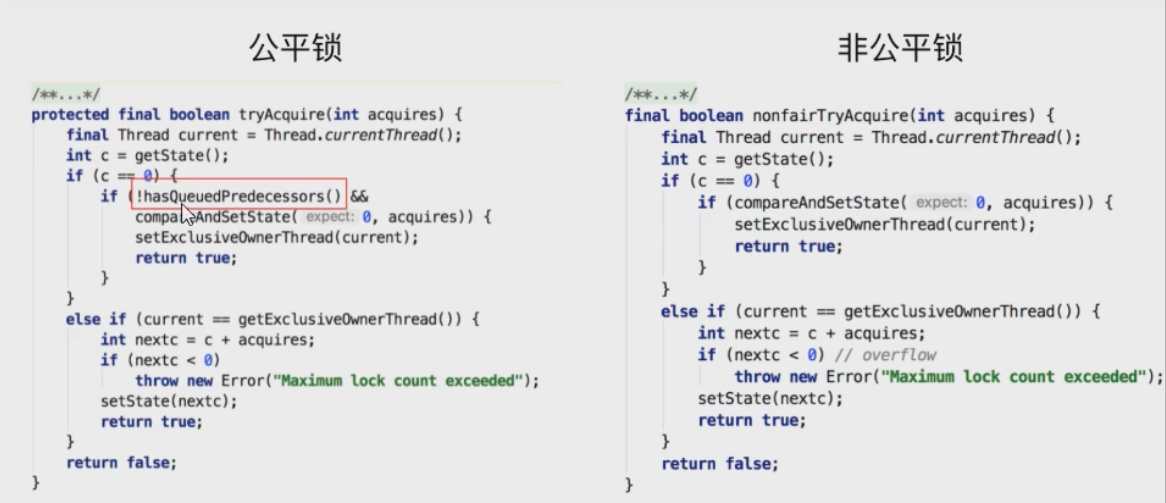 公平锁
/**...*/
protected final boolean tryAcquire(int acquires) {
final Thread current = Thread.currentThread();
int c = getState();
if (c == 0) {
if (!hasQueuedPredecessors() &&
compareAndSetState( expect: 0, acquires)) {
setExclusiveOwnerThread(current);
return true;
}
}
else if (current == getExclusiveOwnerThread()) {
int nextc = c + acquires;
if (nextc < 0)
throw new Error("Maximum lock count exceeded");
setState(nextc);
return true;
}
return false;
}
非公平锁
/**...*/
final boolean nonfairTryAcquire(int acquires) {
final Thread current = Thread.currentThread();
int c = getState();
if (c == 0) {
if (compareAndSetState( expect: 0, acquires)) {
setExclusiveOwnerThread(current);
return true;
}
}
else if (current == getExclusiveOwnerThread()) {
int nextc = c + acquires;
if (nextc < 0) // overflow
throw new Error("Maximum lock count exceeded");
setState(nextc);
return true;
}
return false;
}